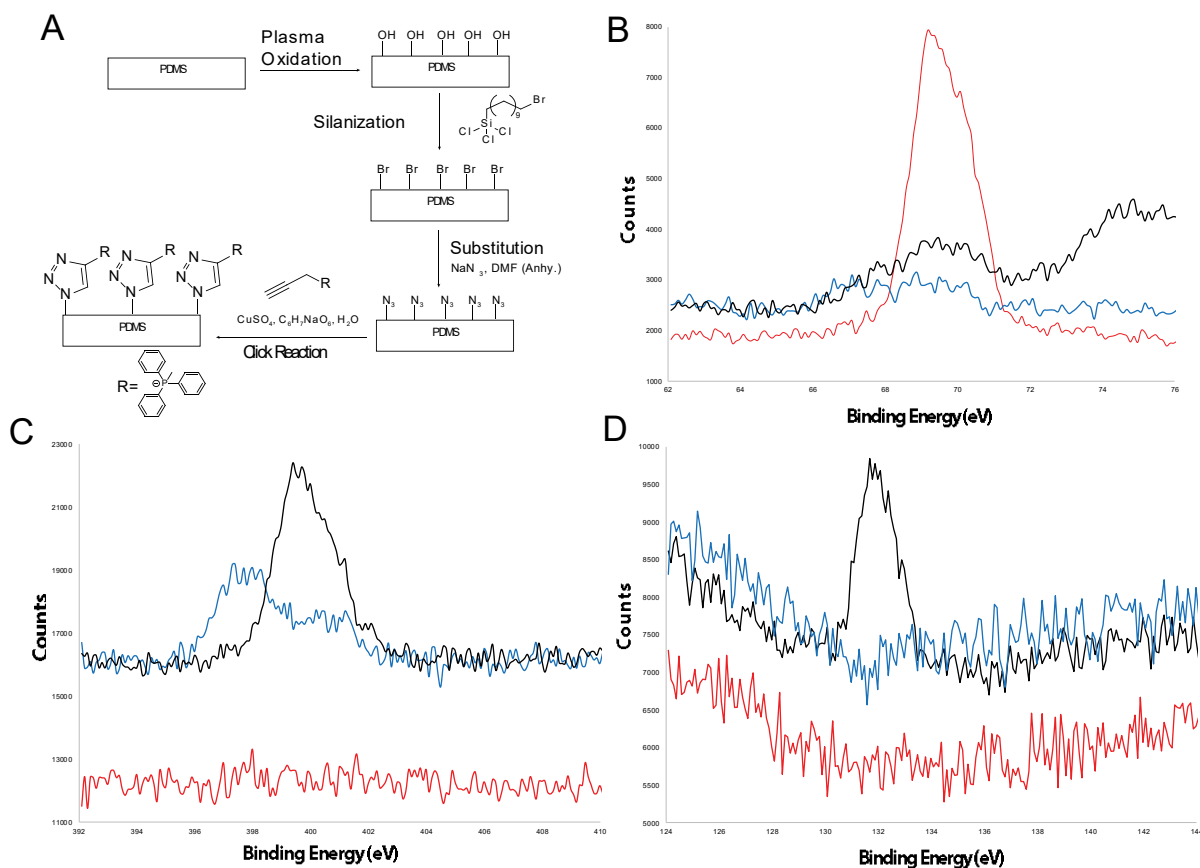 A
Plasma
Oxidation
PDMS
OH OH OH OH OH
PDMS
Silanization
Br
9
Si
Cl Cl
Cl
Br Br Br Br Br
PDMS
Substitution
NaN3, DMF (Anhy.)
N3 N3 N3 N3 N3
PDMS
R
CuSO4, C6H7NaO6, H2O
Click Reaction
R R R
N N N
N N N
N N N
PDMS
R= P
B
8000
7000
6000
5000
4000
3000
2000
1000
Counts
62 64 66 68 70 72 74 76
Binding Energy (eV)
C
23000
21000
19000
17000
15000
13000
11000
Counts
392 394 396 398 400 402 404 406 408 410
Binding Energy (eV)
D
10000
9500
9000
8500
8000
7500
7000
6500
6000
5500
5000
Counts
124 126 128 130 132 134 136 138 140 142 144
Binding Energy (eV)